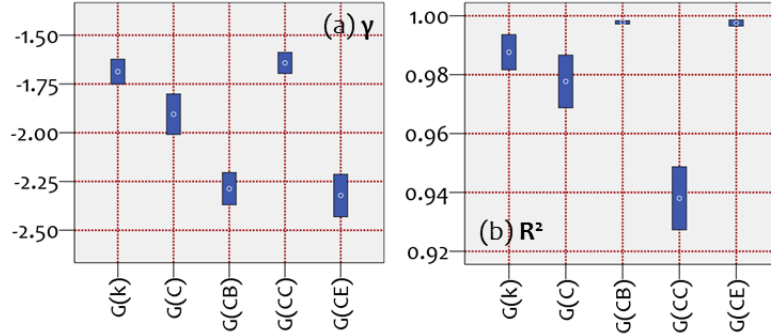 (a) γ
-1.50
-1.75
-2.00
-2.25
-2.50
G(k)
G(C)
G(CB)
G(CC)
G(CE)
1.00
0.98
0.96
0.94
0.92
(b) R²
G(k)
G(C)
G(CB)
G(CC)
G(CE)